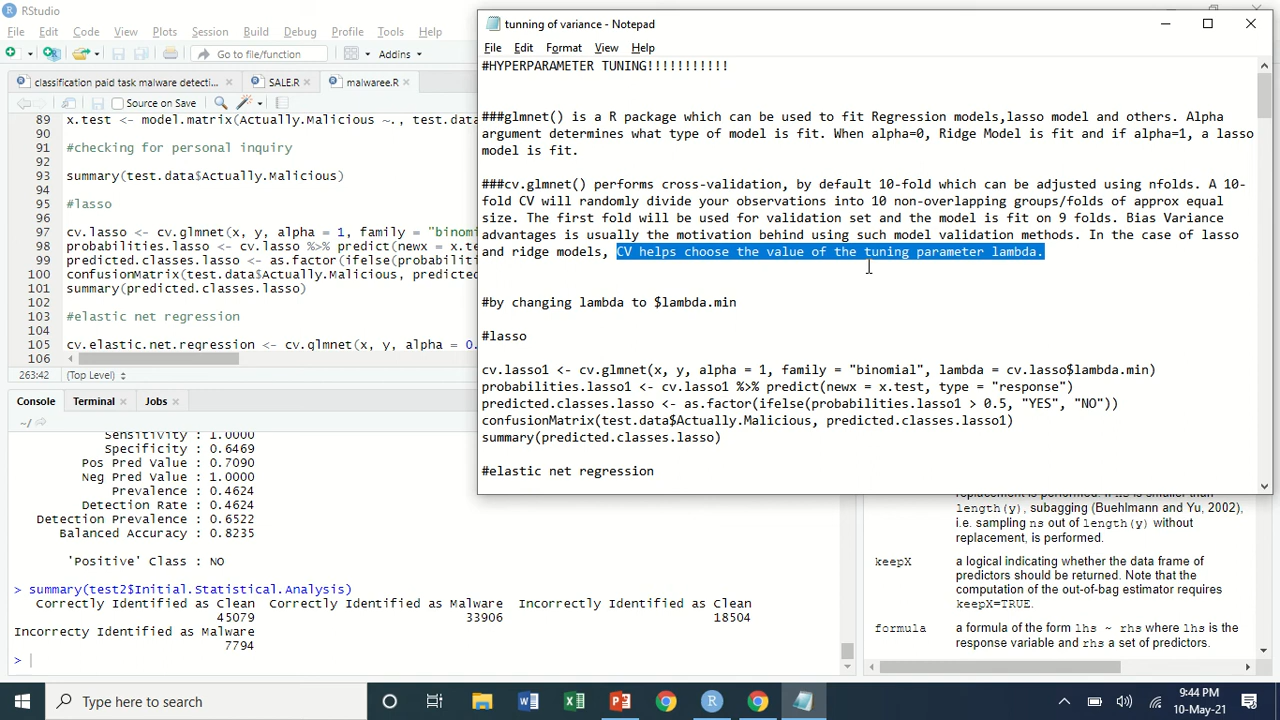 RStudio
File Edit Code View Plots Session Build Debug Profile Tools Help
Go to file/function
Addins
classification paid task malware detecti...
SALE.R
malwaree.R
Source on Save
89 x.test <- model.matrix(Actually.Malicious ~., test.data
90
91 #checking for personal inquiry
92
93 summary(test.data$Actually.Malicious)
94
95 #lasso
96
97 cv.lasso <- cv.glmnet(x, y, alpha = 1, family = "binom
98 probabilities.lasso <- cv.lasso %>% predict(newx = x.tes
99 predicted.classes.lasso <- as.factor(ifelse(probabilitie
100 confusionMatrix(test.data$Actually.Malicious, predicted
101 summary(predicted.classes.lasso)
102
103 #elastic net regression
104
105 cv.elastic.net.regression <- cv.glmnet(x, y, alpha = 0.
106
263:42 (Top Level)
Console Terminal Jobs
~/
Sensitivity : 1.0000
Specificity : 0.6469
Pos Pred Value : 0.7090
Neg Pred Value : 1.0000
Prevalence : 0.4624
Detection Rate : 0.4624
Detection Prevalence : 0.6522
Balanced Accuracy : 0.8235
'Positive' Class : NO
> summary(test2$Initial.Statistical.Analysis)
Correctly Identified as Clean Correctly Identified as Malware Incorrectly Identified as Clean
45079 33906 18504
Incorrecty Identified as Malware
7794
>
tunning of variance - Notepad
File Edit Format View Help
#HYPERPARAMETER TUNING!!!!!!!!!!!
###glmnet() is a R package which can be used to fit Regression models,lasso model and others. Alpha
argument determines what type of model is fit. When alpha=0, Ridge Model is fit and if alpha=1, a lasso
model is fit.
###cv.glmnet() performs cross-validation, by default 10-fold which can be adjusted using nfolds. A 10-
fold CV will randomly divide your observations into 10 non-overlapping groups/folds of approx equal
size. The first fold will be used for validation set and the model is fit on 9 folds. Bias Variance
advantages is usually the motivation behind using such model validation methods. In the case of lasso
and ridge models, CV helps choose the value of the tuning parameter lambda.
#by changing lambda to $lambda.min
#lasso
cv.lasso1 <- cv.glmnet(x, y, alpha = 1, family = "binomial", lambda = cv.lasso$lambda.min)
probabilities.lasso1 <- cv.lasso1 %>% predict(newx = x.test, type = "response")
predicted.classes.lasso <- as.factor(ifelse(probabilities.lasso1 > 0.5, "YES", "NO"))
confusionMatrix(test.data$Actually.Malicious, predicted.classes.lasso1)
summary(predicted.classes.lasso)
#elastic net regression
length(y), subagging (Buehlmann and Yu, 2002),
i.e. sampling ns out of length(y) without
replacement, is performed.
keepX a logical indicating whether the data frame of
predictors should be returned. Note that the
computation of the out-of-bag estimator requires
keepX=TRUE.
formula a formula of the form lhs ~ rhs where lhs is the
response variable and rhs a set of predictors.
Type here to search
9:44 PM
10-May-21